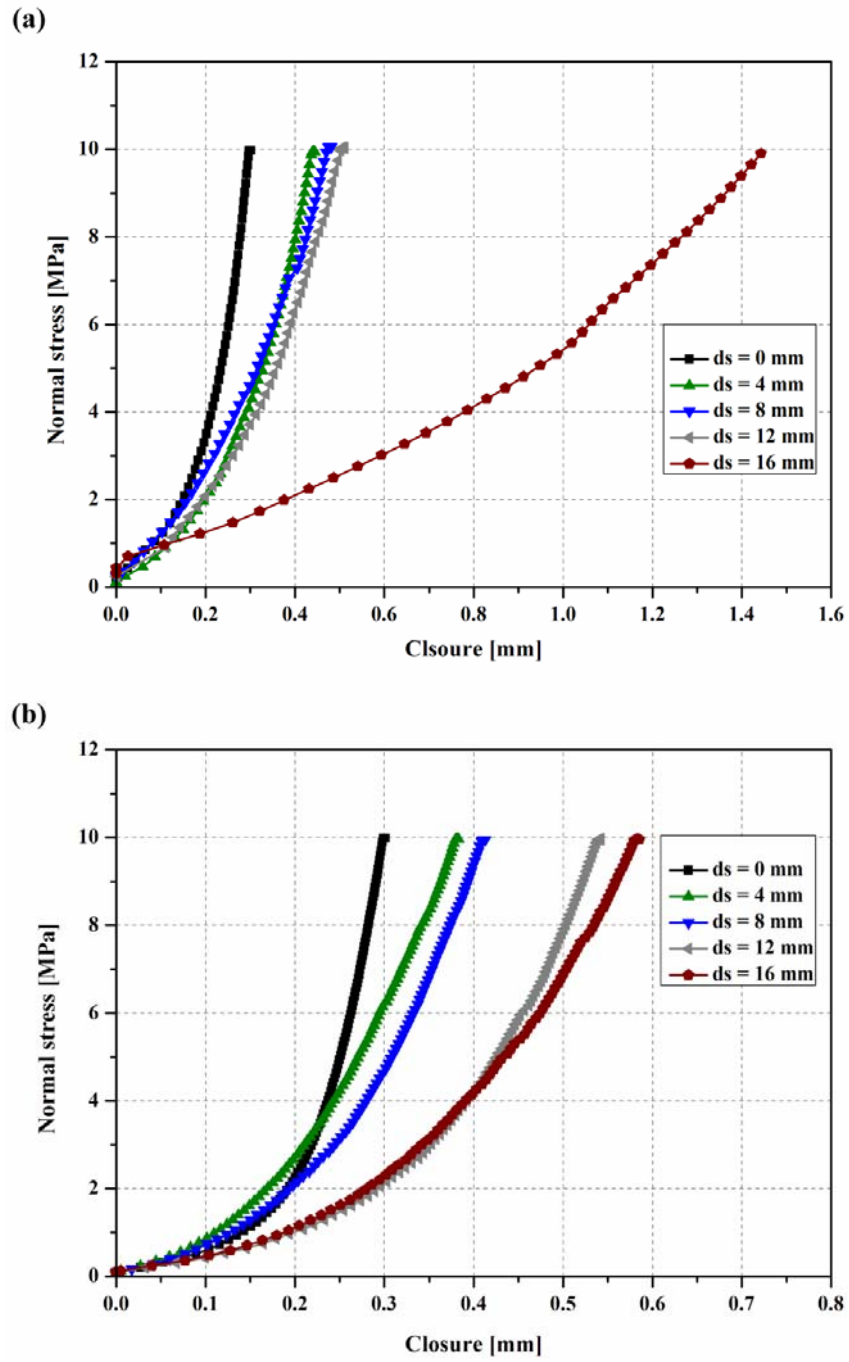 (a)
12
10
8
6
4
2
0
Normal stress [MPa]
ds = 0 mm
ds = 4 mm
ds = 8 mm
ds = 12 mm
ds = 16 mm
0.0 0.2 0.4 0.6 0.8 1.0 1.2 1.4 1.6
Clsoure [mm]
(b)
12
10
8
6
4
2
0
Normal stress [MPa]
ds = 0 mm
ds = 4 mm
ds = 8 mm
ds = 12 mm
ds = 16 mm
0.0 0.1 0.2 0.3 0.4 0.5 0.6 0.7 0.8
Closure [mm]